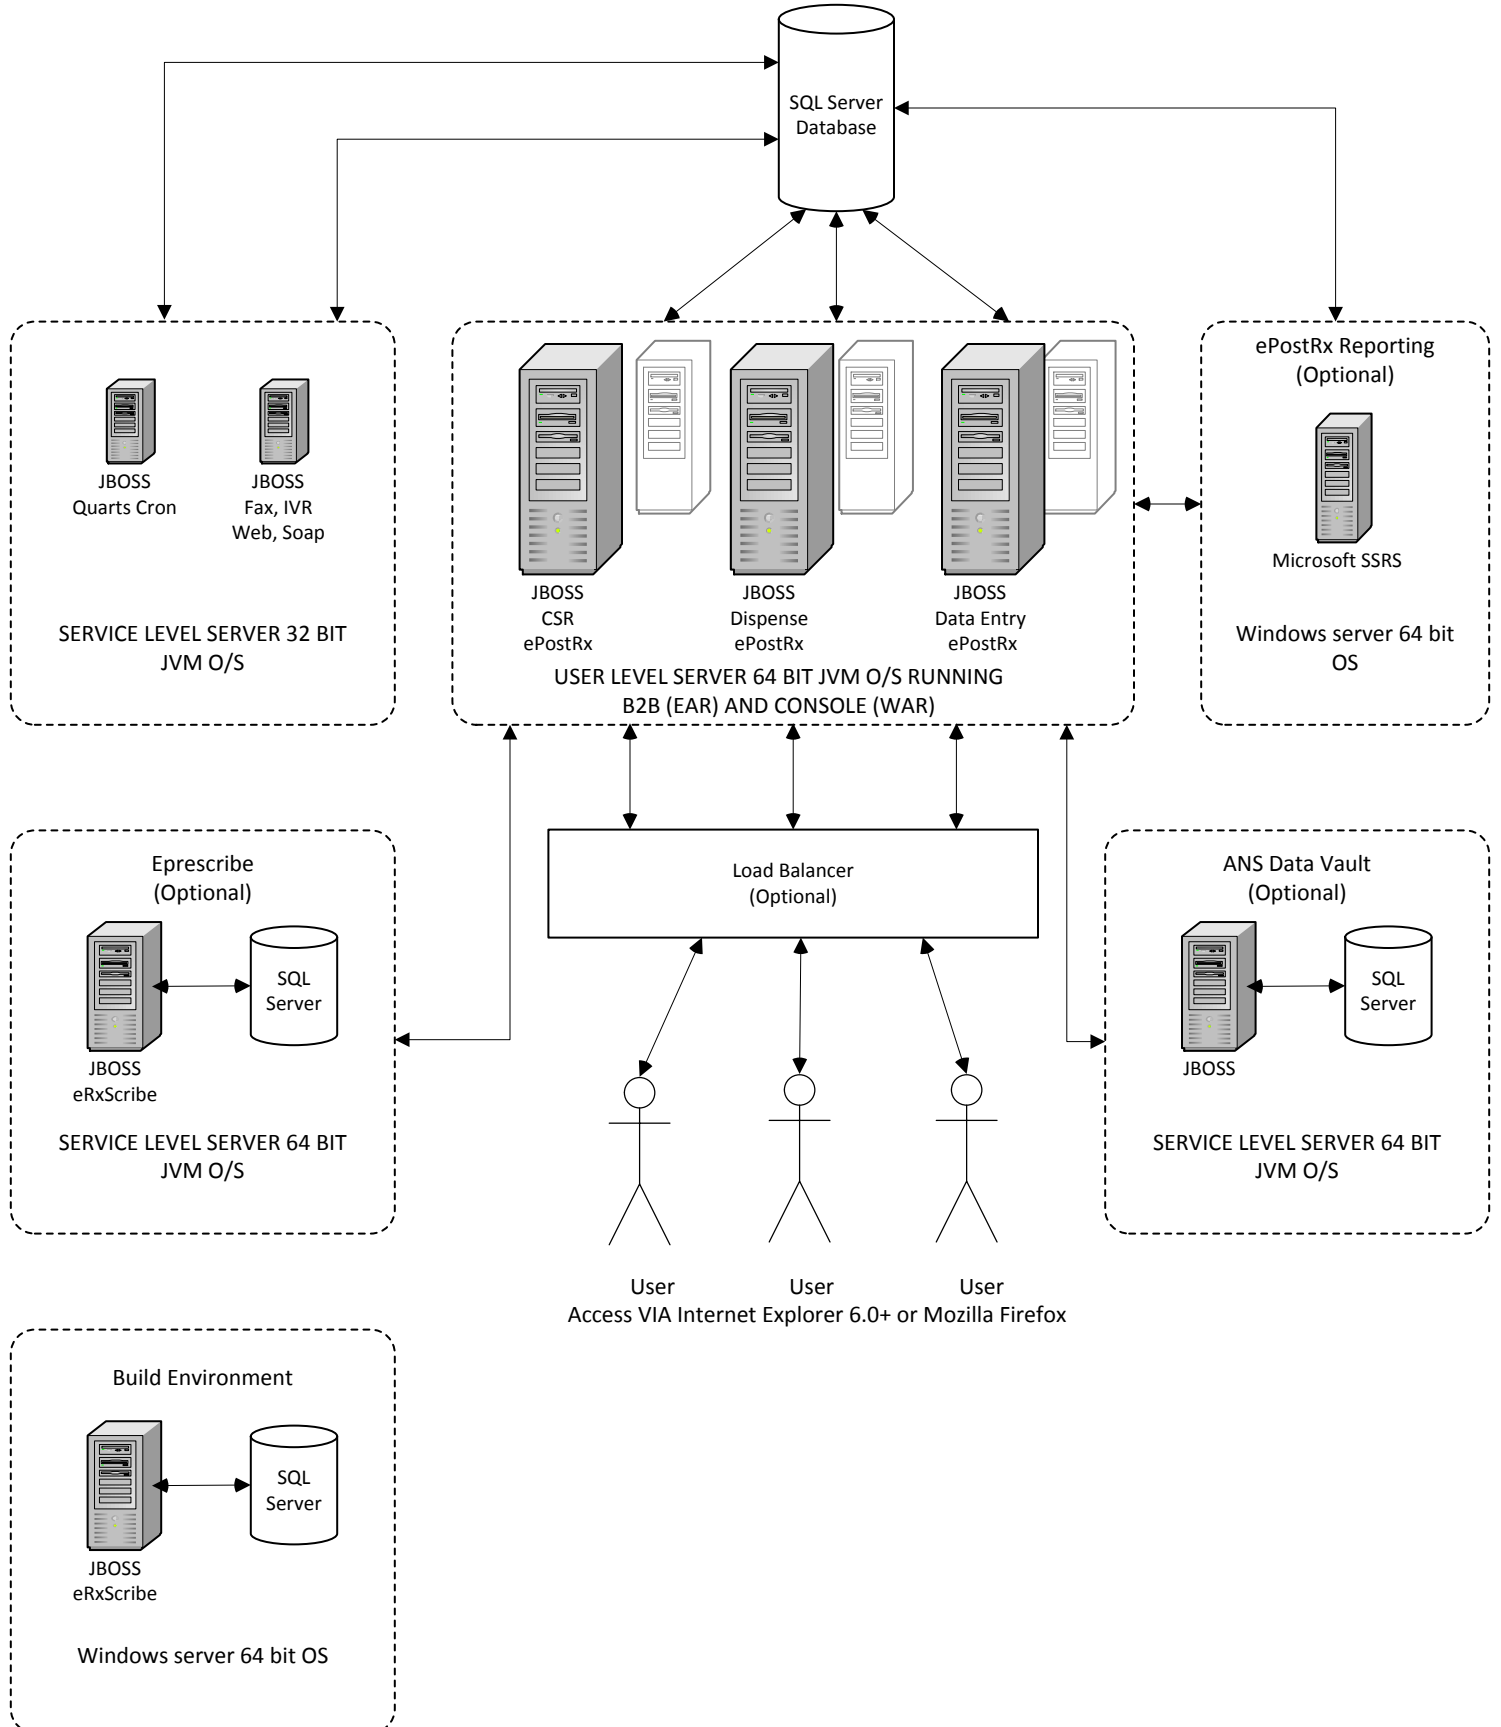 SQL Server
Database
JBOSS
Quarts Cron
JBOSS
Fax, IVR
Web, Soap
SERVICE LEVEL SERVER 32 BIT
JVM O/S
JBOSS
CSR
ePostRx
JBOSS
Dispense
ePostRx
JBOSS
Data Entry
ePostRx
USER LEVEL SERVER 64 BIT JVM O/S RUNNING
B2B (EAR) AND CONSOLE (WAR)
ePostRx Reporting
(Optional)
Microsoft SSRS
Windows server 64 bit
OS
Eprescribe
(Optional)
SQL
Server
JBOSS
eRxScribe
SERVICE LEVEL SERVER 64 BIT
JVM O/S
Load Balancer
(Optional)
ANS Data Vault
(Optional)
SQL
Server
JBOSS
SERVICE LEVEL SERVER 64 BIT
JVM O/S
User
User
User
Access VIA Internet Explorer 6.0+ or Mozilla Firefox
Build Environment
SQL
Server
JBOSS
eRxScribe
Windows server 64 bit OS